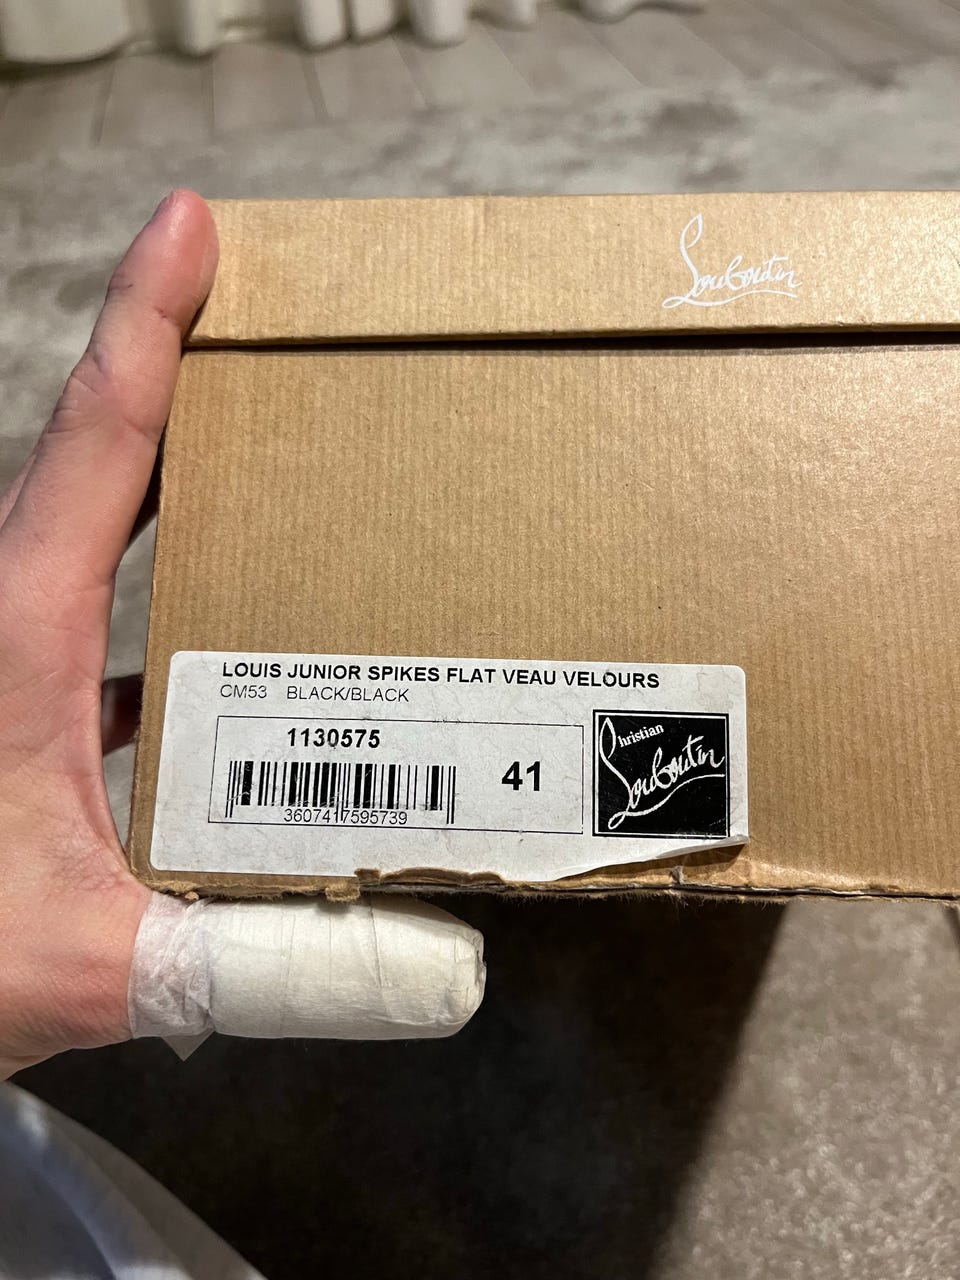 Louboutin
LOUIS JUNIOR SPIKES FLAT VEAU VELOURS
CM53 BLACK/BLACK
1130575
41
3607417595739
Christian
Louboutin